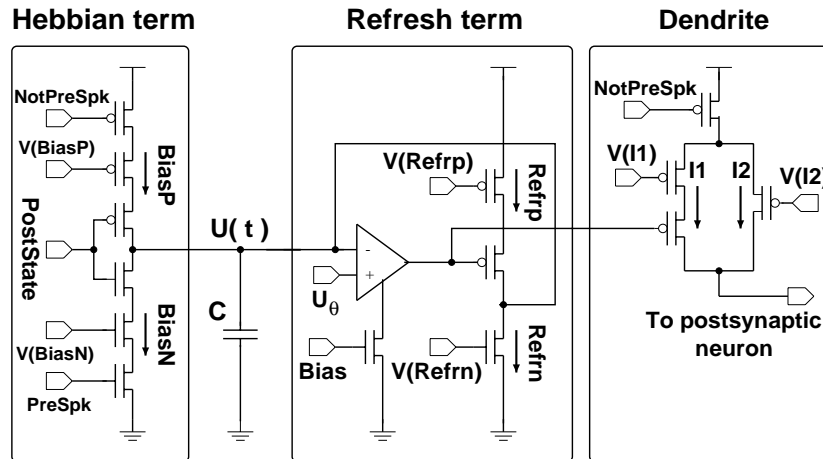 Hebbian term
Refresh term
Dendrite
NotPreSpk
V(BiasP)
BiasP
PostState
BiasN
V(BiasN)
PreSpk
U( t )
C
V(Refrp)
Refrp
-
+
Uθ
Bias
V(Refrn)
Refrn
NotPreSpk
V(I1)
I1
I2
V(I2)
To postsynaptic
neuron